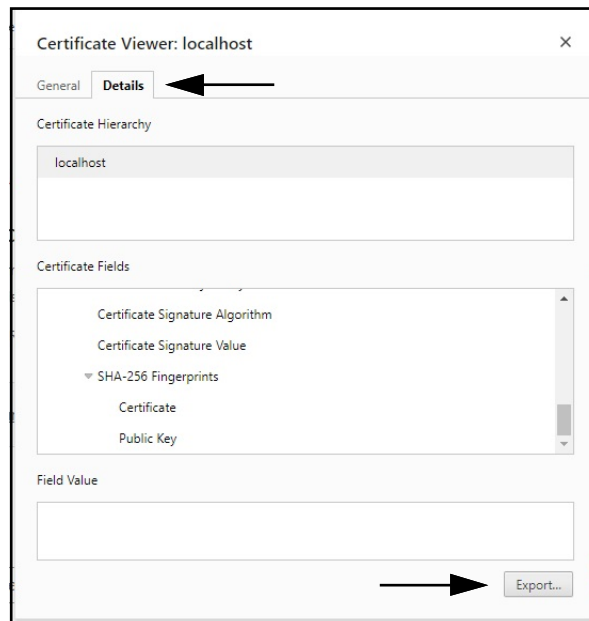 Certificate Viewer: localhost
General Details
Certificate Hierarchy
localhost
Certificate Fields
Certificate Signature Algorithm
Certificate Signature Value
SHA-256 Fingerprints
Certificate
Public Key
Field Value
Export...